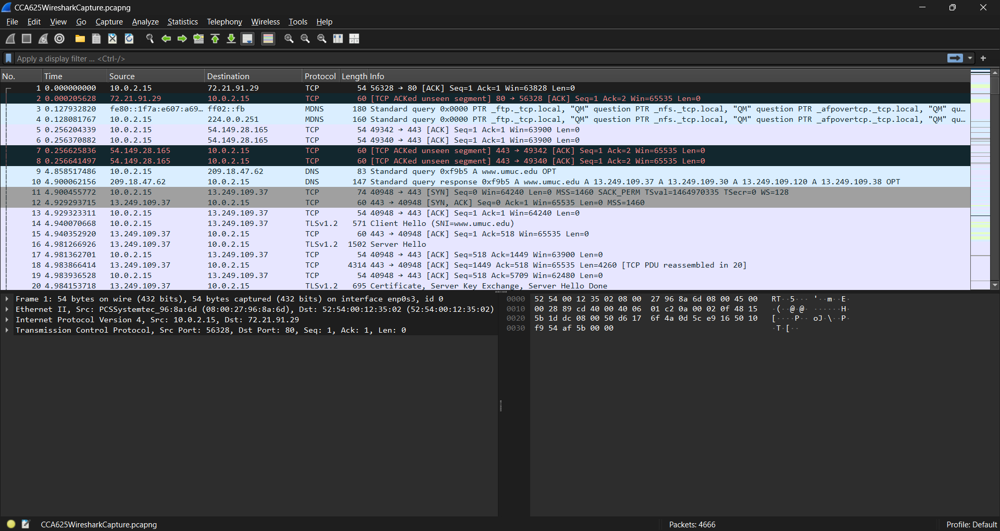 CCA625WiresharkCapture.pcapng
File Edit View Go Capture Analyze Statistics Telephony Wireless Tools Help
Apply a display filter ... <Ctrl-/>
No. Time Source Destination Protocol Length Info
1 0.000000000 10.0.2.15 72.21.91.29 TCP 54 56328 → 80 [ACK] Seq=1 Ack=1 Win=63828 Len=0
2 0.000205628 72.21.91.29 10.0.2.15 TCP 60 [TCP ACKed unseen segment] 80 → 56328 [ACK] Seq=1 Ack=2 Win=65535 Len=0
3 0.127932820 fe80::1f7a:e607:a69… ff02::fb MDNS 180 Standard query 0x0000 PTR _ftp._tcp.local, "QM" question PTR _nfs._tcp.local, "QM" question PTR _afpovertcp._tcp.local, "QM" qu…
4 0.128081767 10.0.2.15 224.0.0.251 MDNS 160 Standard query 0x0000 PTR _ftp._tcp.local, "QM" question PTR _nfs._tcp.local, "QM" question PTR _afpovertcp._tcp.local, "QM" qu…
5 0.256204339 10.0.2.15 54.149.28.165 TCP 54 49342 → 443 [ACK] Seq=1 Ack=1 Win=63900 Len=0
6 0.256370882 10.0.2.15 54.149.28.165 TCP 54 49340 → 443 [ACK] Seq=1 Ack=1 Win=63900 Len=0
7 0.256625836 54.149.28.165 10.0.2.15 TCP 60 [TCP ACKed unseen segment] 443 → 49342 [ACK] Seq=1 Ack=2 Win=65535 Len=0
8 0.256641497 54.149.28.165 10.0.2.15 TCP 60 [TCP ACKed unseen segment] 443 → 49340 [ACK] Seq=1 Ack=2 Win=65535 Len=0
9 4.858517486 10.0.2.15 209.18.47.62 DNS 83 Standard query 0xf9b5 A www.umuc.edu OPT
10 4.900062156 209.18.47.62 10.0.2.15 DNS 147 Standard query response 0xf9b5 A www.umuc.edu A 13.249.109.37 A 13.249.109.30 A 13.249.109.120 A 13.249.109.38 OPT
11 4.900455772 10.0.2.15 13.249.109.37 TCP 74 40948 → 443 [SYN] Seq=0 Win=64240 Len=0 MSS=1460 SACK_PERM TSval=1464970335 TSecr=0 WS=128
12 4.929293715 13.249.109.37 10.0.2.15 TCP 60 443 → 40948 [SYN, ACK] Seq=0 Ack=1 Win=65535 Len=0 MSS=1460
13 4.929323311 10.0.2.15 13.249.109.37 TCP 54 40948 → 443 [ACK] Seq=1 Ack=1 Win=64240 Len=0
14 4.940070668 10.0.2.15 13.249.109.37 TLSv1.2 571 Client Hello (SNI=www.umuc.edu)
15 4.940352920 13.249.109.37 10.0.2.15 TCP 60 443 → 40948 [ACK] Seq=1 Ack=518 Win=65535 Len=0
16 4.981266926 13.249.109.37 10.0.2.15 TLSv1.2 1502 Server Hello
17 4.981362701 10.0.2.15 13.249.109.37 TCP 54 40948 → 443 [ACK] Seq=518 Ack=1449 Win=63900 Len=0
18 4.983866414 13.249.109.37 10.0.2.15 TCP 4314 443 → 40948 [ACK] Seq=1449 Ack=518 Win=65535 Len=4260 [TCP PDU reassembled in 20]
19 4.983936528 10.0.2.15 13.249.109.37 TCP 54 40948 → 443 [ACK] Seq=518 Ack=5709 Win=62480 Len=0
20 4.984153718 13.249.109.37 10.0.2.15 TLSv1.2 695 Certificate, Server Key Exchange, Server Hello Done
Frame 1: 54 bytes on wire (432 bits), 54 bytes captured (432 bits) on interface enp0s3, id 0
Ethernet II, Src: PCSSystemtec_96:8a:6d (08:00:27:96:8a:6d), Dst: 52:54:00:12:35:02 (52:54:00:12:35:02)
Internet Protocol Version 4, Src: 10.0.2.15, Dst: 72.21.91.29
Transmission Control Protocol, Src Port: 56328, Dst Port: 80, Seq: 1, Ack: 1, Len: 0
0000 52 54 00 12 35 02 08 00 27 96 8a 6d 08 00 45 00 RT··5··· '··m··E·
0010 00 28 89 cd 40 00 40 06 01 c2 0a 00 02 0f 48 15 ·(··@·@· ······H·
0020 5b 1d dc 08 00 50 d6 17 6f 4a 0d 5c e9 16 50 10 [····P·· oJ·\··P·
0030 f9 54 af 5b 00 00 ·T·[··
CCA625WiresharkCapture.pcapng
Packets: 4666
Profile: Default